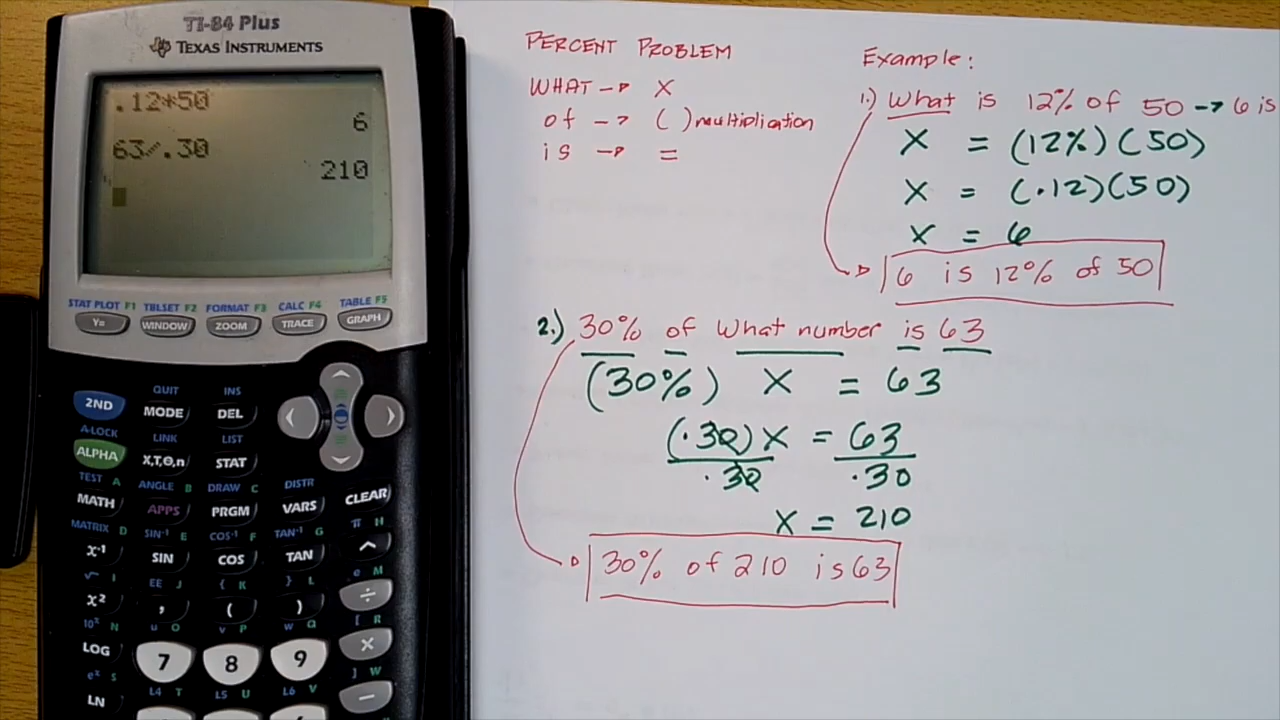 TI-84 Plus
TEXAS INSTRUMENTS
.12*50
6
63/.30
210
STAT PLOT F1 TBLSET F2 FORMAT F3 CALC F4 TABLE F5
Y= WINDOW ZOOM TRACE GRAPH
QUIT INS
2ND MODE DEL
A-LOCK LINK LIST
ALPHA X,T,θ,n STAT
TEST A ANGLE B DRAW C DISTR
MATH APPS PRGM VARS CLEAR
MATRIX D SIN⁻¹ E COS⁻¹ F TAN⁻¹ G π H
x⁻¹ SIN COS TAN ^
√ I EE J { K } L e M
x² , ( ) ÷
10ˣ N u O v P w Q [ R
LOG 7 8 9 ×
eˣ S L4 T L5 U L6 V ] W
LN −
PERCENT PROBLEM
WHAT → X
of → ( ) multiplication
is → =
Example:
1.) What is 12% of 50 → 6 is
X = (12%)(50)
X = (.12)(50)
X = 6
6 is 12% of 50
2.) 30% of What number is 63
(30%) X = 63
(.30)X = 63
.30 .30
X = 210
30% of 210 is 63